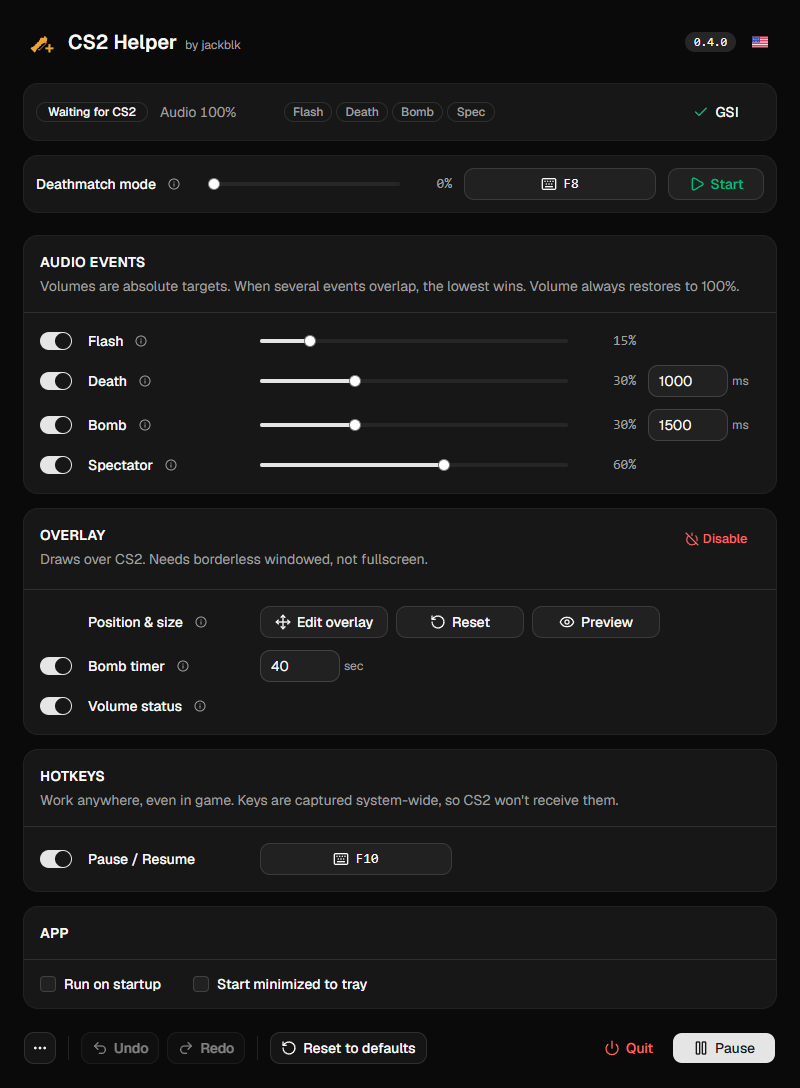 CS2 Helper by jackblk 0.4.0
Waiting for CS2 Audio 100% Flash Death Bomb Spec GSI
Deathmatch mode 0% F8 Start
AUDIO EVENTS
Volumes are absolute targets. When several events overlap, the lowest wins. Volume always restores to 100%.
Flash 15%
Death 30% 1000 ms
Bomb 30% 1500 ms
Spectator 60%
OVERLAY
Disable
Draws over CS2. Needs borderless windowed, not fullscreen.
Position & size Edit overlay Reset Preview
Bomb timer 40 sec
Volume status
HOTKEYS
Work anywhere, even in game. Keys are captured system-wide, so CS2 won't receive them.
Pause / Resume F10
APP
Run on startup Start minimized to tray
Undo Redo Reset to defaults Quit Pause